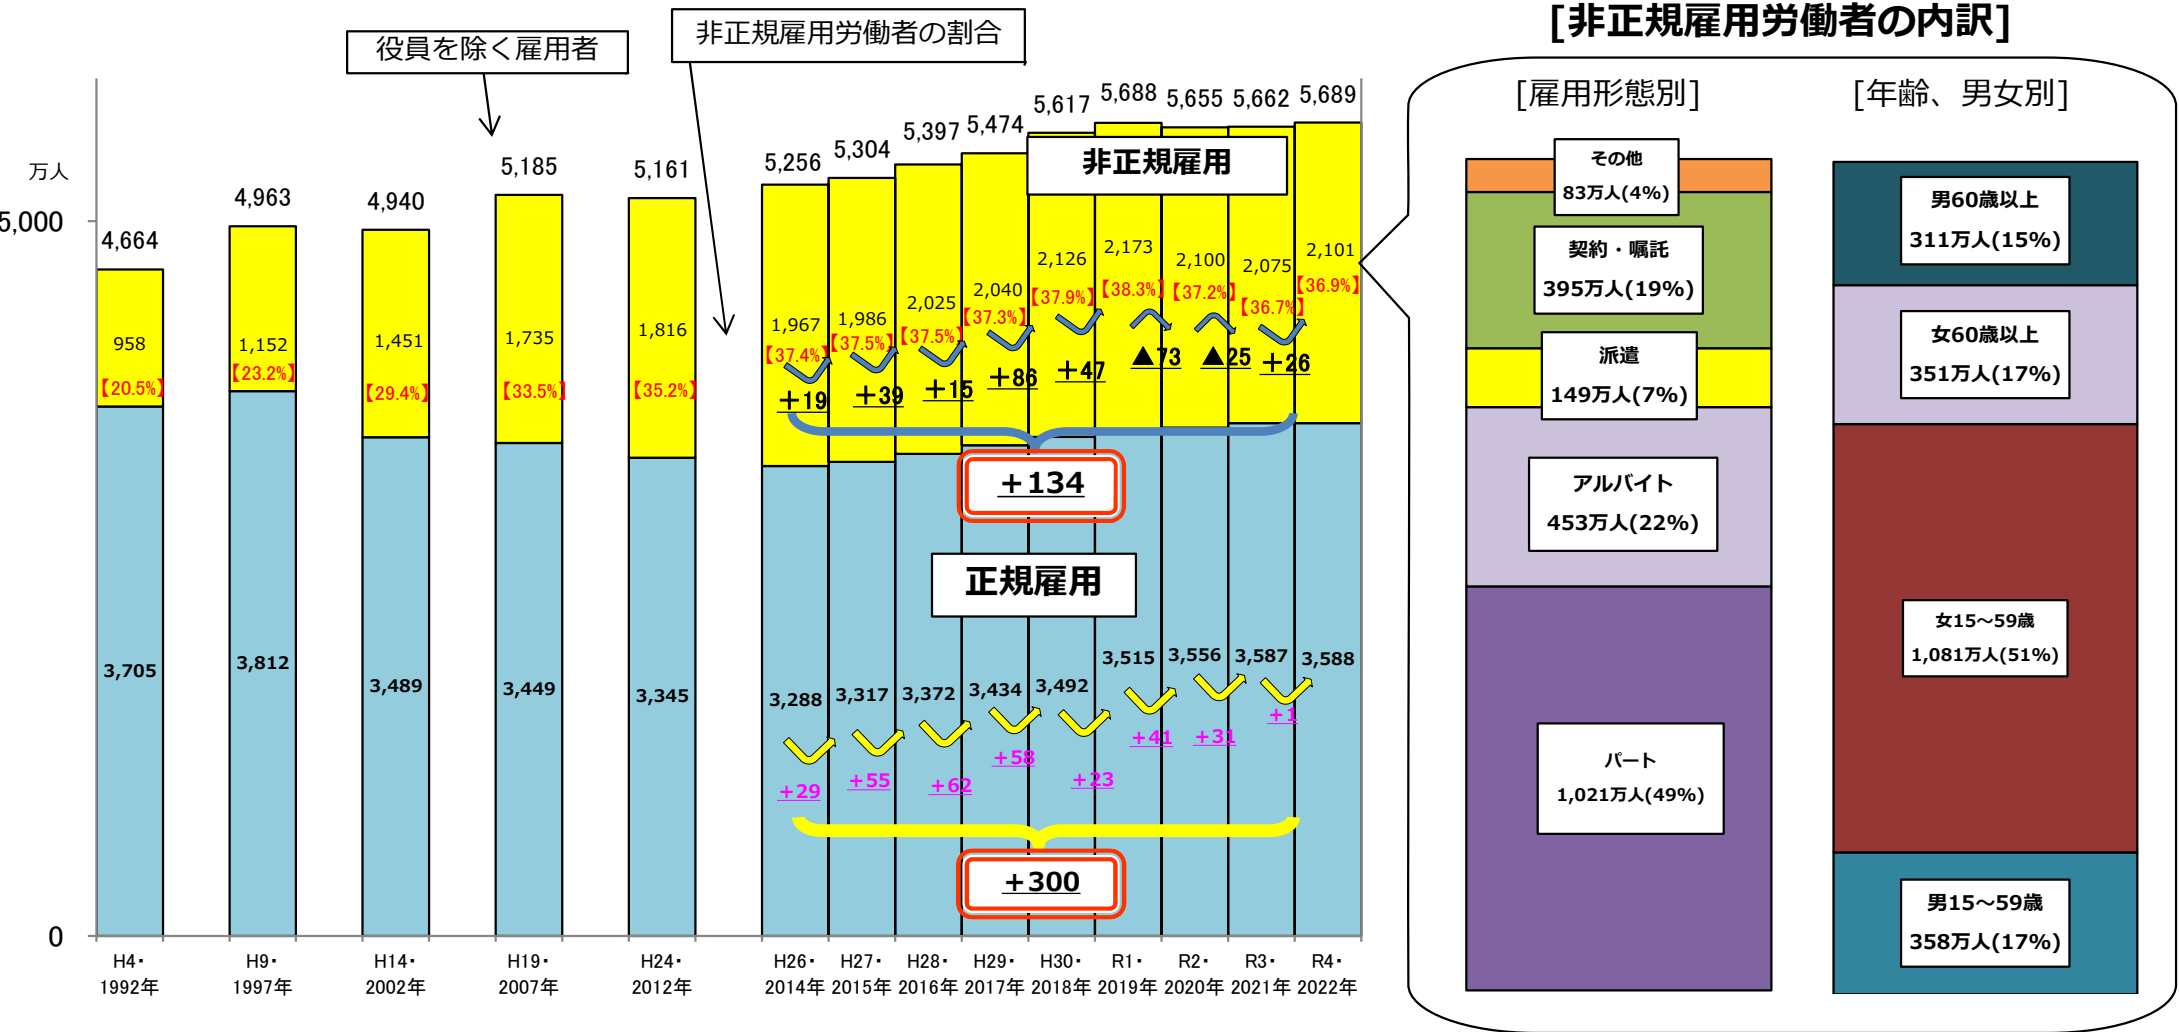 [非正規雇用労働者の内訳]
役員を除く雇用者
非正規雇用労働者の割合
[雇用形態別]
[年齢、男女別]
万人
5,000
0
4,664
4,963
4,940
5,185
5,161
5,256
5,304
5,397
5,474
5,617
5,688
5,655
5,662
5,689
非正規雇用
958
1,152
1,451
1,735
1,816
1,967
1,986
2,025
2,040
2,126
2,173
2,100
2,075
2,101
【20.5%】
【23.2%】
【29.4%】
【33.5%】
【35.2%】
【37.4%】
【37.5%】
【37.5%】
【37.3%】
【37.9%】
【38.3%】
【37.2%】
【36.7%】
【36.9%】
+19
+39
+15
+86
+47
▲73
▲25
+26
+134
正規雇用
3,705
3,812
3,489
3,449
3,345
3,288
3,317
3,372
3,434
3,492
3,515
3,556
3,587
3,588
+29
+55
+62
+58
+23
+41
+31
+1
+300
H4・
1992年
H9・
1997年
H14・
2002年
H19・
2007年
H24・
2012年
H26・
2014年
H27・
2015年
H28・
2016年
H29・
2017年
H30・
2018年
R1・
2019年
R2・
2020年
R3・
2021年
R4・
2022年
その他
83万人(4%)
契約・嘱託
395万人(19%)
派遣
149万人(7%)
アルバイト
453万人(22%)
パート
1,021万人(49%)
男60歳以上
311万人(15%)
女60歳以上
351万人(17%)
女15～59歳
1,081万人(51%)
男15～59歳
358万人(17%)